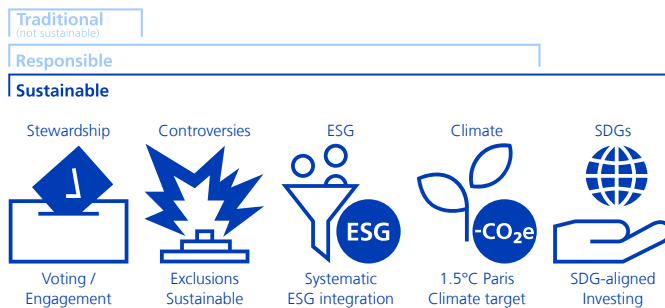 Traditional
(not sustainable)
Responsible
Sustainable
Stewardship
Controversies
ESG
Climate
SDGs
ESG
-CO₂e
Voting /
Engagement
Exclusions
Sustainable
Systematic
ESG integration
1.5°C Paris
Climate target
SDG-aligned
Investing